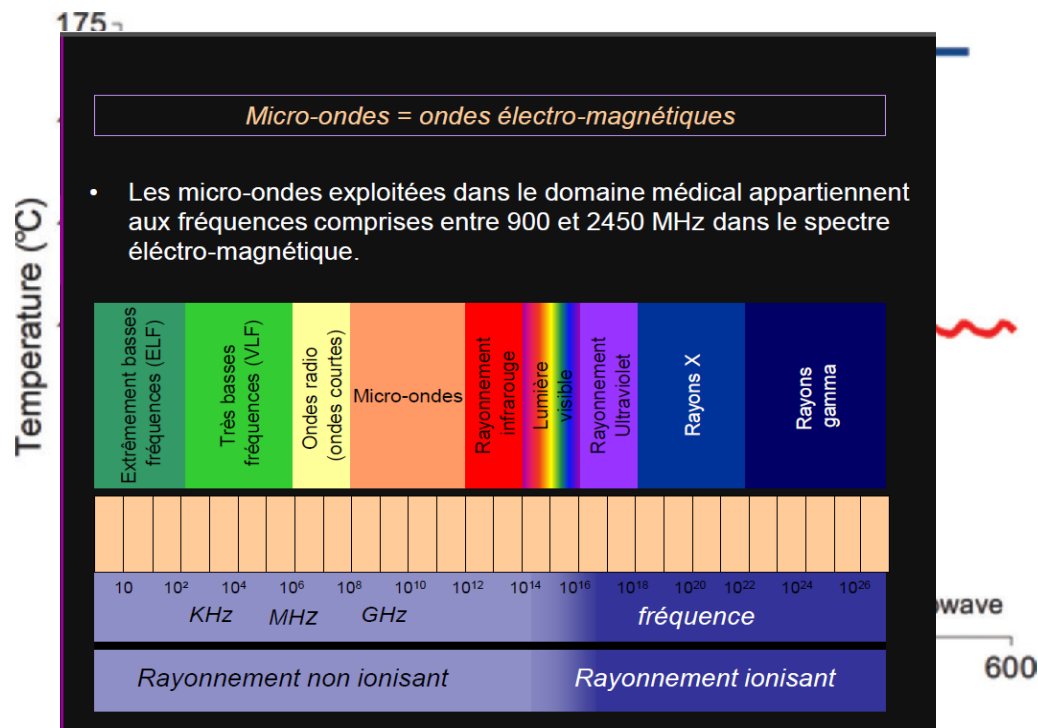 175
Temperature (°C)
Micro-ondes = ondes électro-magnétiques
• Les micro-ondes exploitées dans le domaine médical appartiennent
aux fréquences comprises entre 900 et 2450 MHz dans le spectre
éléctro-magnétique.
Extrêmement basses
fréquences (ELF)
Très basses
fréquences (VLF)
Ondes radio
(ondes courtes)
Micro-ondes
Rayonnement
infrarouge
Lumière
visible
Rayonnement
Ultraviolet
Rayons X
Rayons
gamma
10 10² 10⁴ 10⁶ 10⁸ 10¹⁰ 10¹² 10¹⁴ 10¹⁶ 10¹⁸ 10²⁰ 10²² 10²⁴ 10²⁶
KHz MHz GHz fréquence
Rayonnement non ionisant Rayonnement ionisant
wave
600